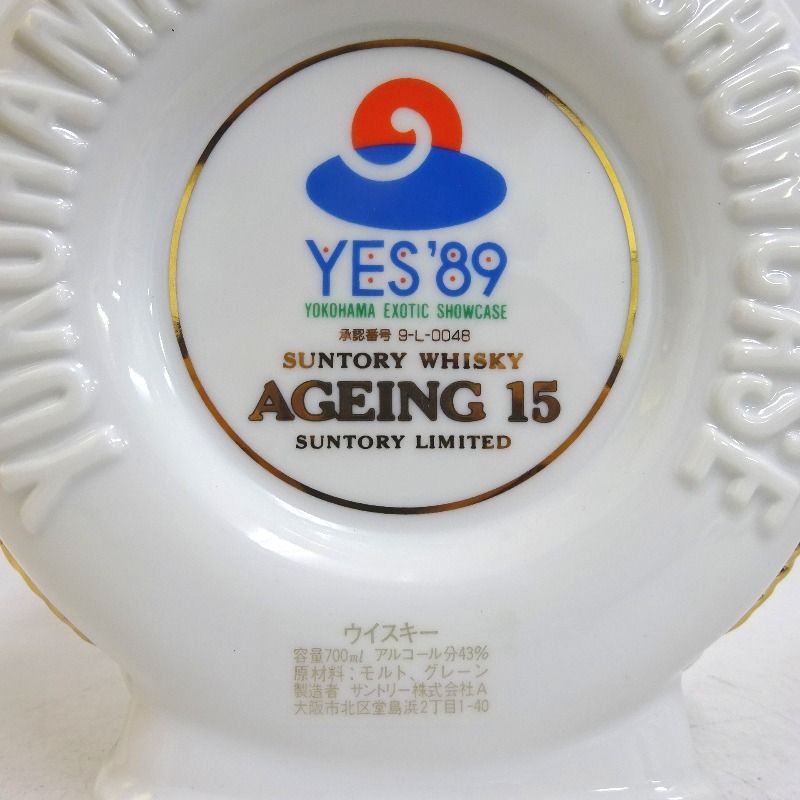 YOKOHAMA
SHOWCASE
YES '89
YOKOHAMA EXOTIC SHOWCASE
承認番号 9-L-0048
SUNTORY WHISKY
AGEING 15
SUNTORY LIMITED
ウイスキー
容量700ml アルコール分43%
原材料：モルト、グレーン
製造者 サントリー株式会社A
大阪市北区堂島浜2丁目1-40